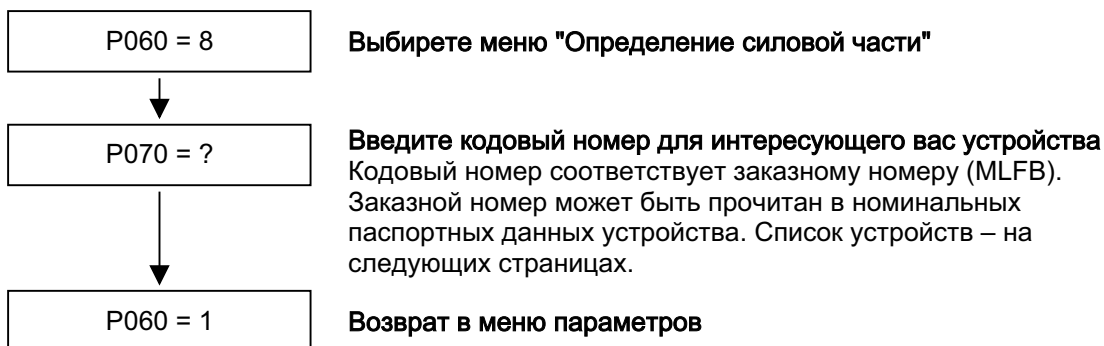 P060 = 8
Выбирете меню "Определение силовой части"
P070 = ?
Введите кодовый номер для интересующего вас устройства
Кодовый номер соответствует заказному номеру (MLFB).
Заказной номер может быть прочитан в номинальных
паспортных данных устройства. Список устройств – на
следующих страницах.
P060 = 1
Возврат в меню параметров